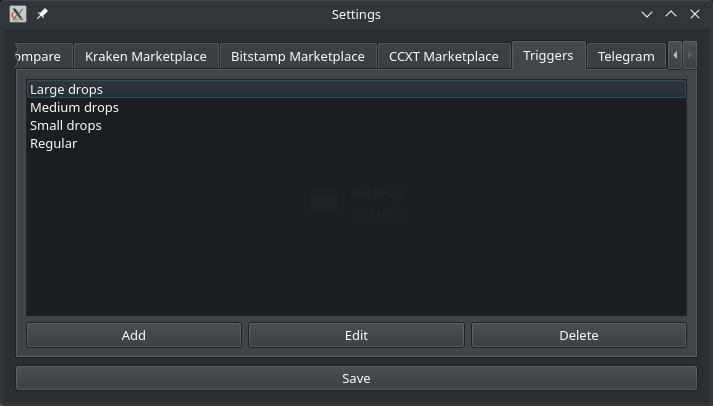 Settings
ompare Kraken Marketplace Bitstamp Marketplace CCXT Marketplace Triggers Telegram
Large drops
Medium drops
Small drops
Regular
Settings
Add Edit Delete
Save